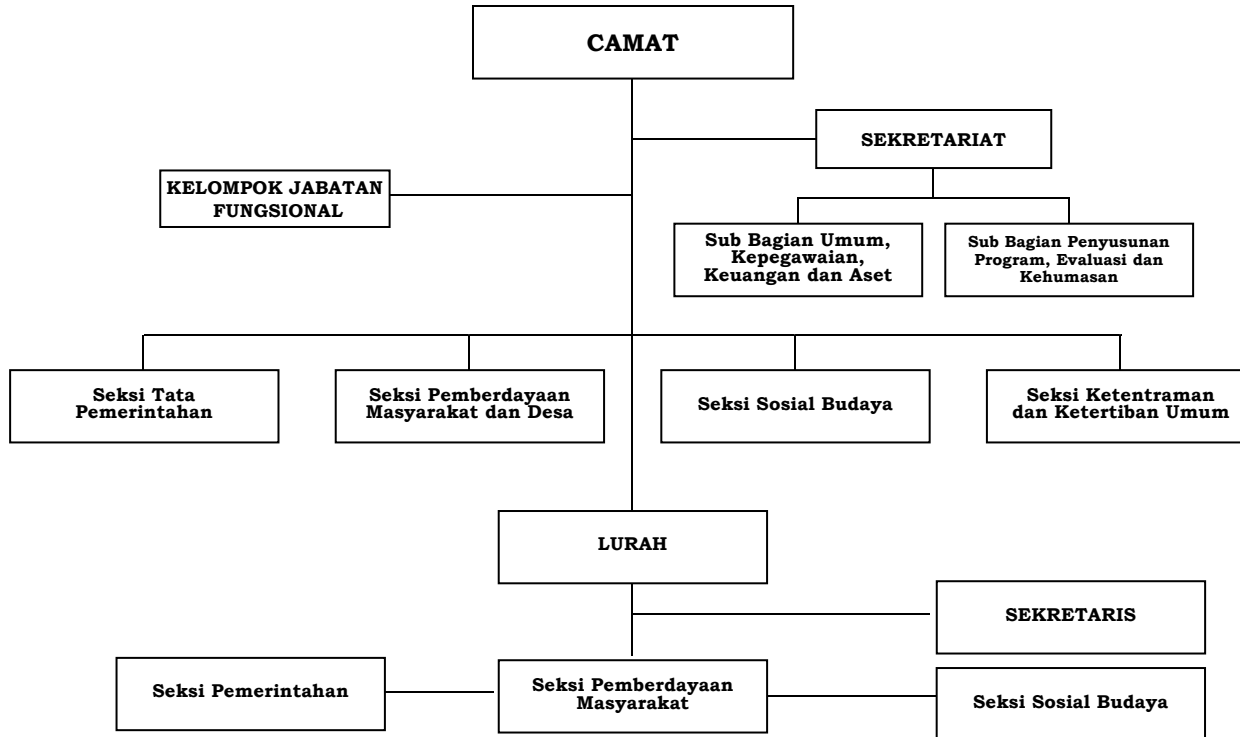 CAMAT
SEKRETARIAT
KELOMPOK JABATAN
FUNGSIONAL
Sub Bagian Umum,
Kepegawaian,
Keuangan dan Aset
Sub Bagian Penyusunan
Program, Evaluasi dan
Kehumasan
Seksi Tata
Pemerintahan
Seksi Pemberdayaan
Masyarakat dan Desa
Seksi Sosial Budaya
Seksi Ketentraman
dan Ketertiban Umum
LURAH
SEKRETARIS
Seksi Pemerintahan
Seksi Pemberdayaan
Masyarakat
Seksi Sosial Budaya